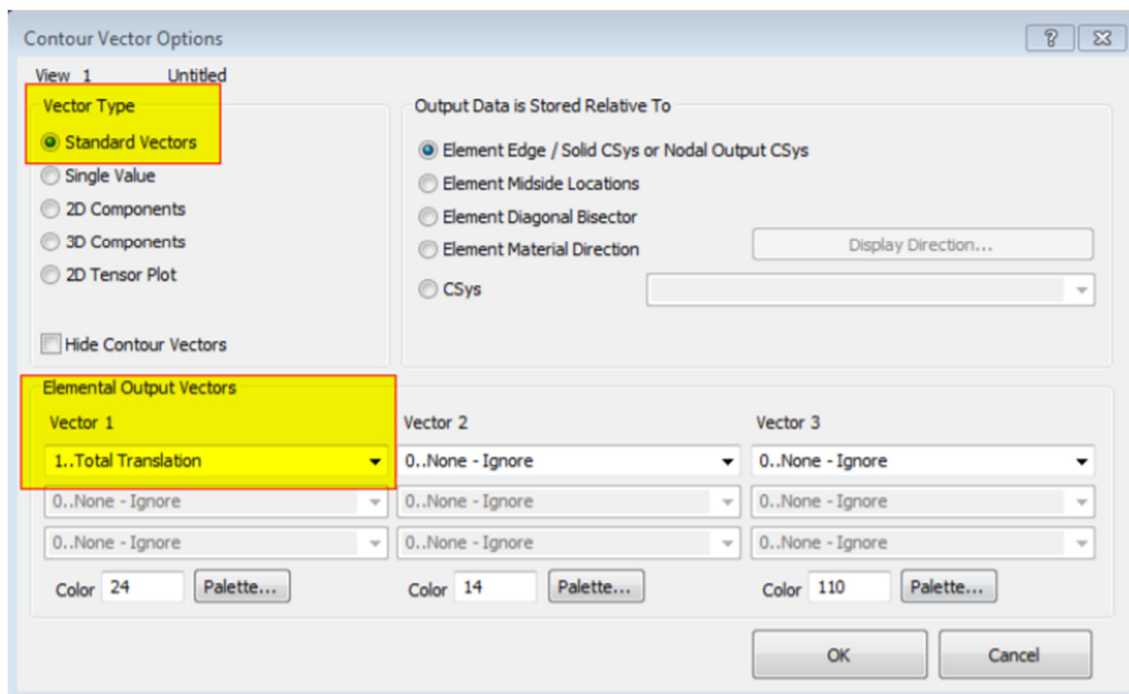 Contour Vector Options
View 1 Untitled
Vector Type
Standard Vectors
Single Value
2D Components
3D Components
2D Tensor Plot
Hide Contour Vectors
Output Data is Stored Relative To
Element Edge / Solid CSys or Nodal Output CSys
Element Midside Locations
Element Diagonal Bisector
Element Material Direction
Display Direction...
CSys
Elemental Output Vectors
Vector 1 Vector 2 Vector 3
1..Total Translation 0..None - Ignore 0..None - Ignore
0..None - Ignore 0..None - Ignore 0..None - Ignore
0..None - Ignore 0..None - Ignore 0..None - Ignore
Color 24 Palette... Color 14 Palette... Color 110 Palette...
OK Cancel